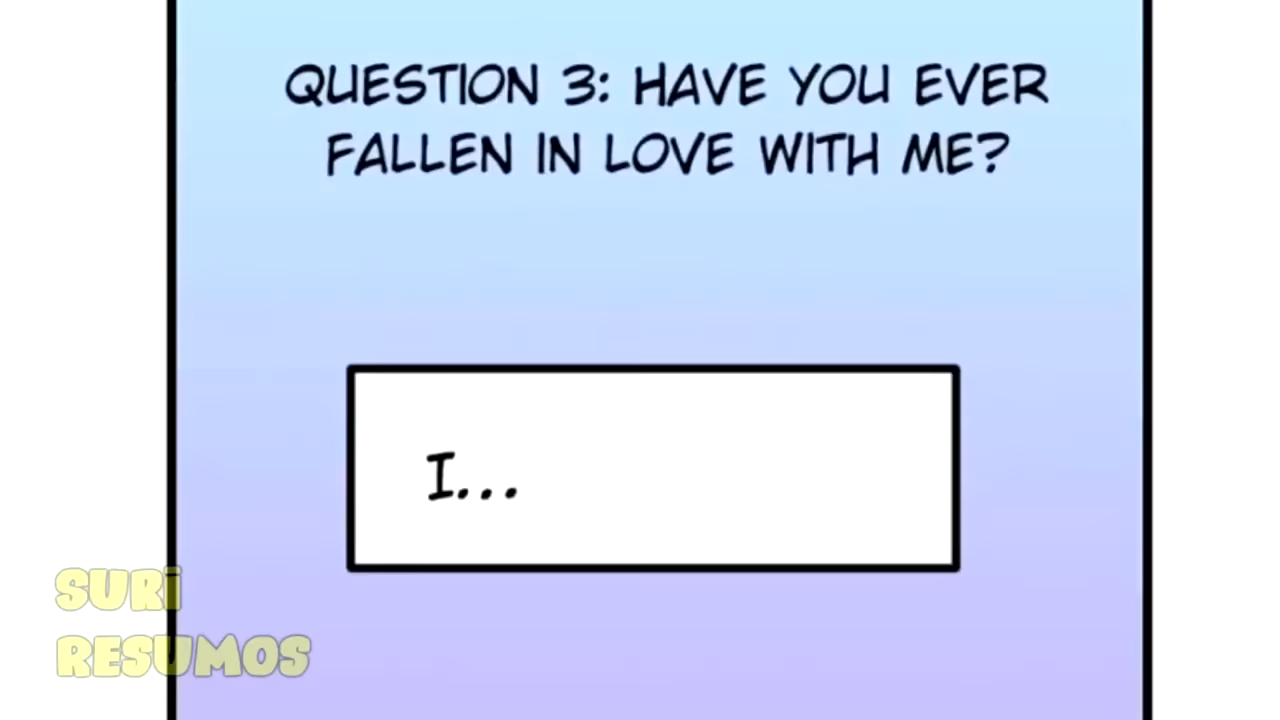 QUESTION 3: HAVE YOU EVER
FALLEN IN LOVE WITH ME?
I...
SURI
RESUMOS